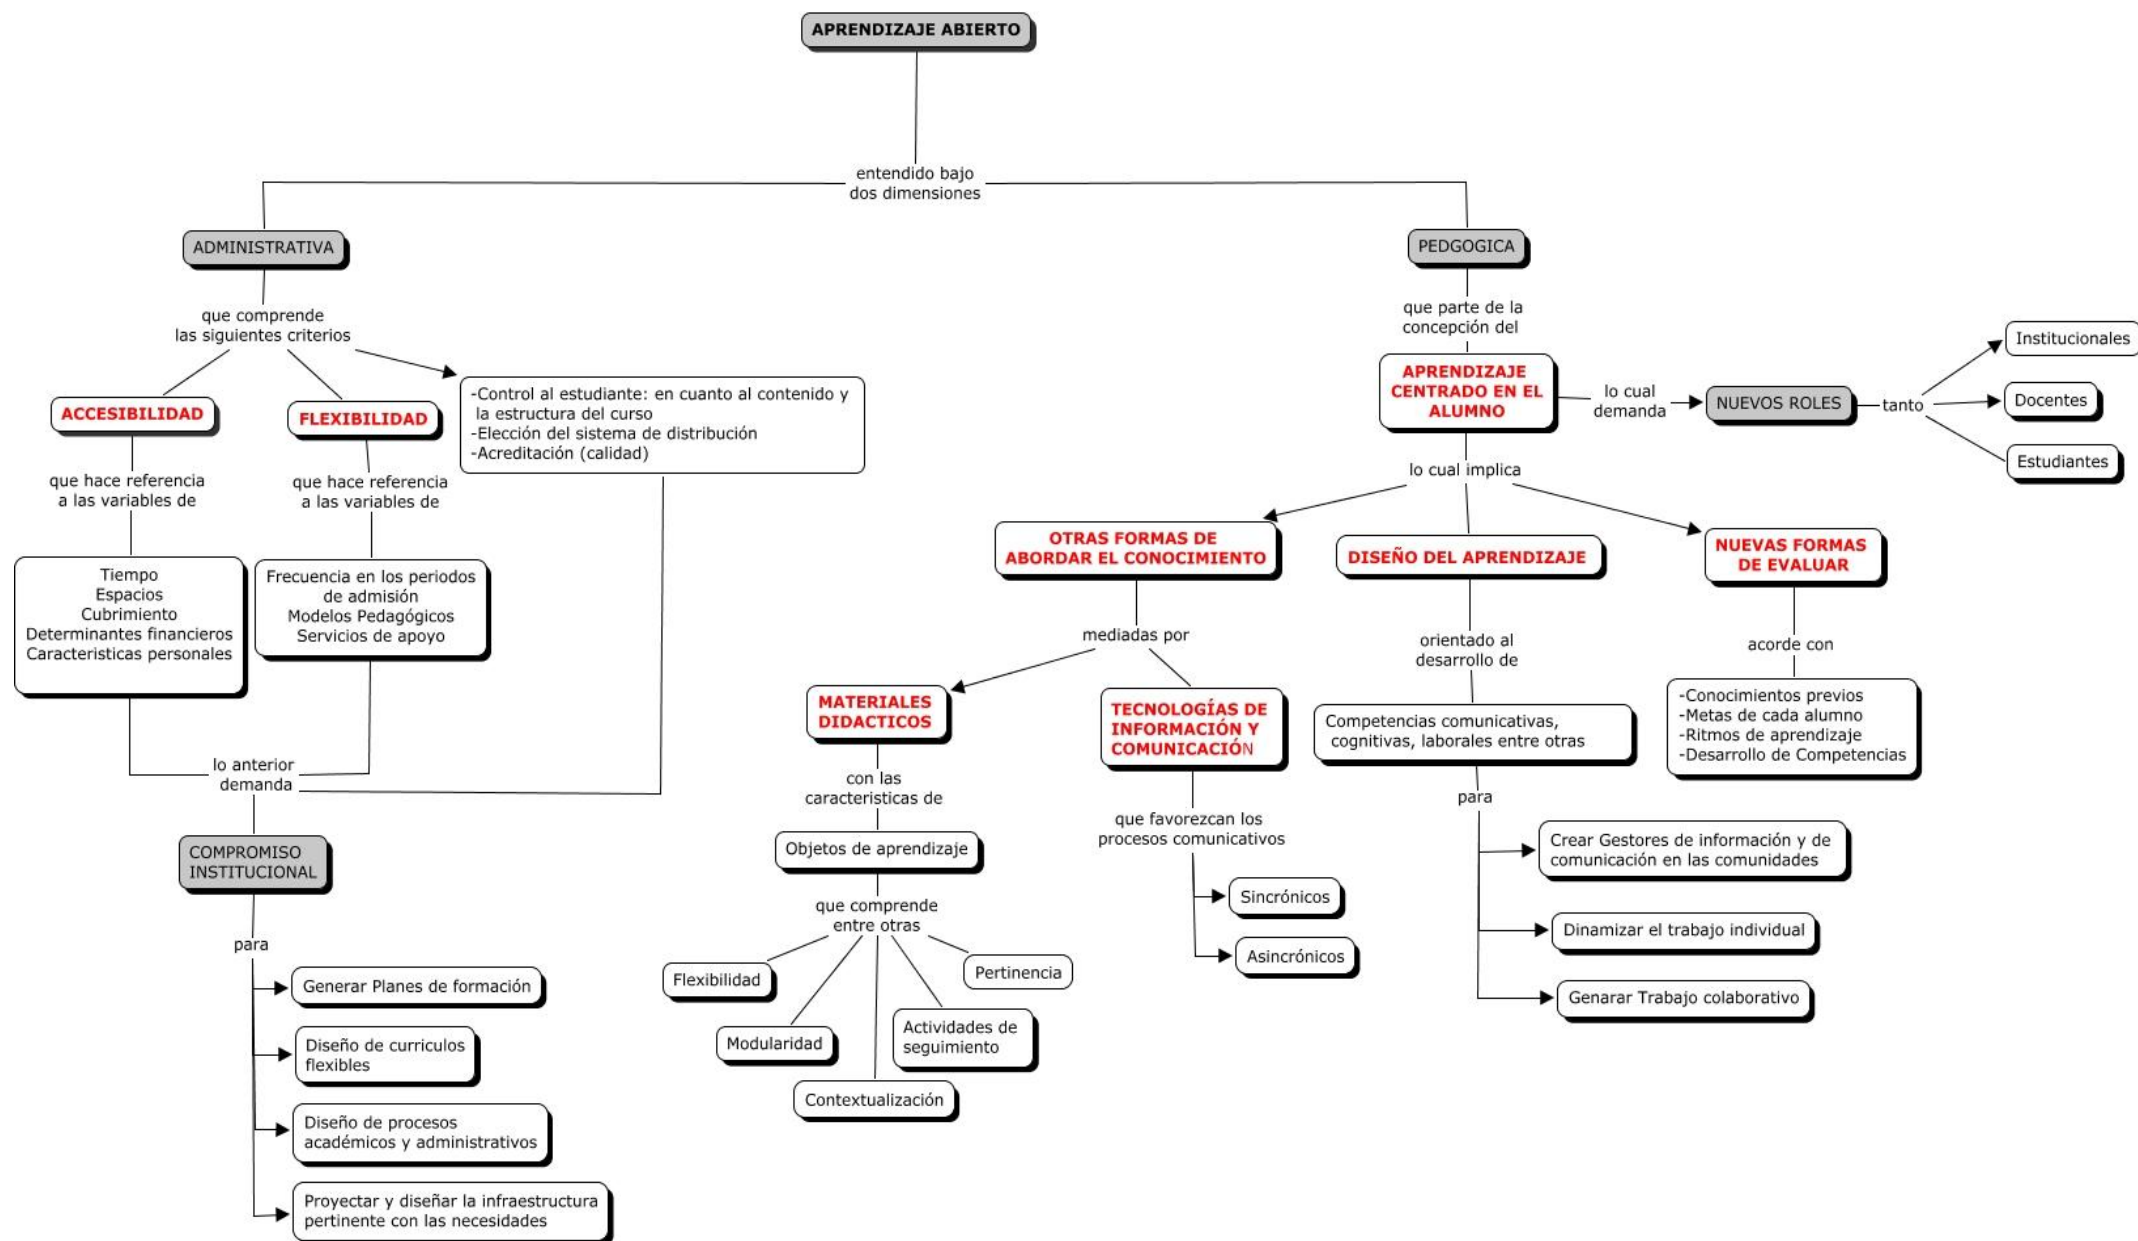 APRENDIZAJE ABIERTO
entendido bajo
dos dimensiones
ADMINISTRATIVA
que comprende
las siguientes criterios
ACCESIBILIDAD
que hace referencia
a las variables de
Tiempo
Espacios
Cubrimiento
Determinantes financieros
Caracteristicas personales
FLEXIBILIDAD
que hace referencia
a las variables de
Frecuencia en los periodos
de admisión
Modelos Pedagógicos
Servicios de apoyo
-Control al estudiante: en cuanto al contenido y
la estructura del curso
-Elección del sistema de distribución
-Acreditación (calidad)
lo anterior
demanda
COMPROMISO
INSTITUCIONAL
para
Generar Planes de formación
Diseño de curriculos
flexibles
Diseño de procesos
académicos y administrativos
Proyectar y diseñar la infraestructura
pertinente con las necesidades
PEDGOGICA
que parte de la
concepción del
APRENDIZAJE
CENTRADO EN EL
ALUMNO
lo cual
demanda
NUEVOS ROLES
tanto
Institucionales
Docentes
Estudiantes
lo cual implica
OTRAS FORMAS DE
ABORDAR EL CONOCIMIENTO
mediadas por
MATERIALES
DIDACTICOS
con las
caracteristicas de
Objetos de aprendizaje
que comprende
entre otras
Flexibilidad
Modularidad
Contextualización
Actividades de
seguimiento
Pertinencia
TECNOLOGÍAS DE
INFORMACIÓN Y
COMUNICACIÓN
que favorezcan los
procesos comunicativos
Sincrónicos
Asincrónicos
DISEÑO DEL APRENDIZAJE
orientado al
desarrollo de
Competencias comunicativas,
cognitivas, laborales entre otras
para
Crear Gestores de información y de
comunicación en las comunidades
Dinamizar el trabajo individual
Genarar Trabajo colaborativo
NUEVAS FORMAS
DE EVALUAR
acorde con
-Conocimientos previos
-Metas de cada alumno
-Ritmos de aprendizaje
-Desarrollo de Competencias